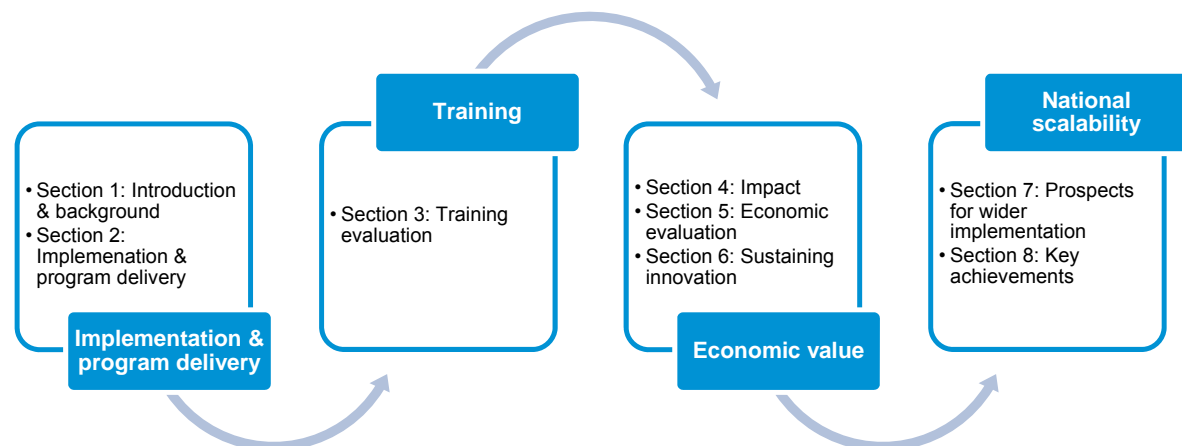 • Section 1: Introduction
& background
• Section 2:
Implemenation &
program delivery
Implementation &
program delivery
Training
• Section 3: Training
evaluation
• Section 4: Impact
• Section 5: Economic
evaluation
• Section 6: Sustaining
innovation
Economic value
National
scalability
• Section 7: Prospects
for wider
implementation
• Section 8: Key
achievements